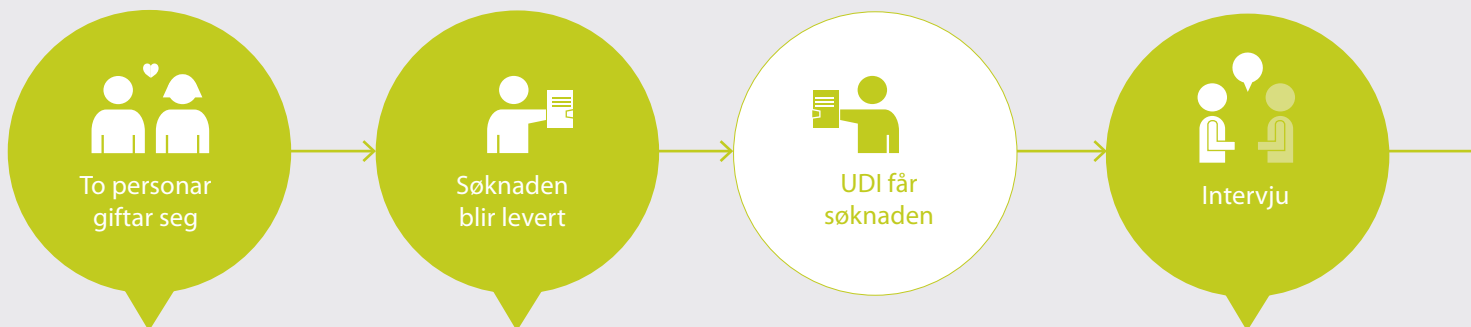 To personar
giftar seg
Søknaden
blir levert
UDI får
søknaden
Intervju